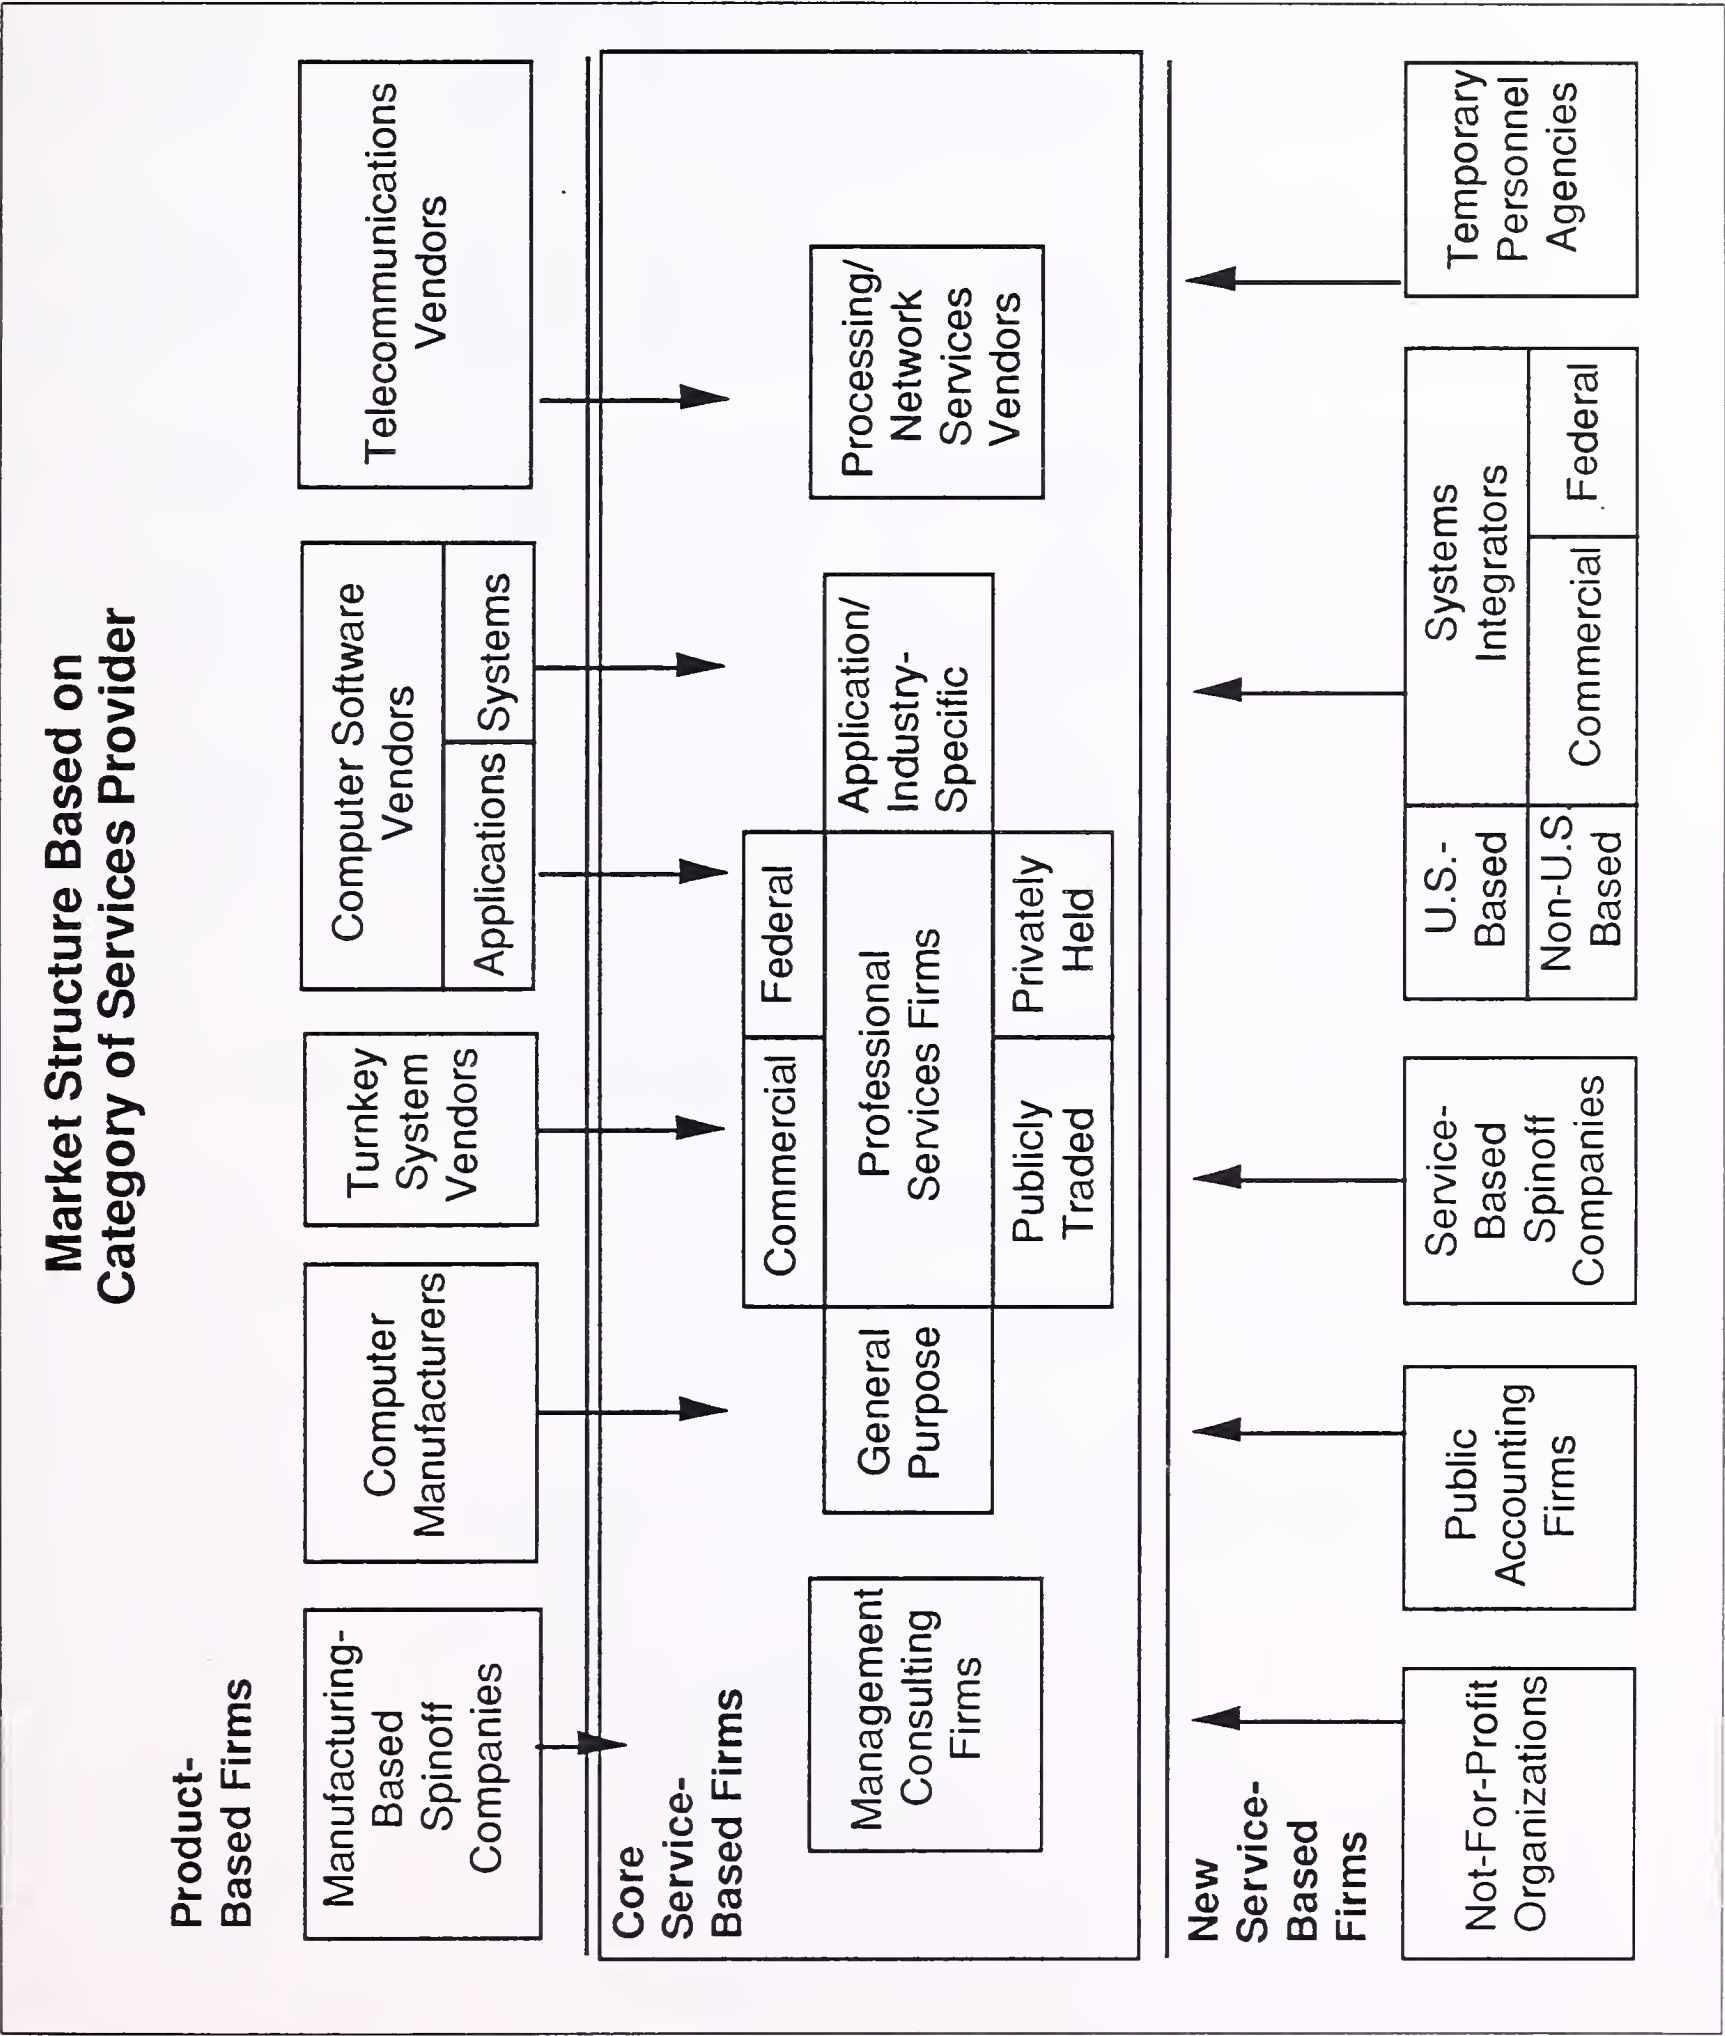 Market Structure Based on
Category of Services Provider
Product-
Based Firms
Manufacturing-
Based
Spinoff
Companies
Computer
Manufacturers
Turnkey
System
Vendors
Computer Software
Vendors
Applications
Systems
Telecommunications
Vendors
Core
Service-
Based Firms
Management
Consulting
Firms
General
Purpose
Commercial
Federal
Professional
Services Firms
Publicly
Traded
Privately
Held
Application/
Industry-
Specific
Processing/
Network
Services
Vendors
New
Service-
Based
Firms
Not-For-Profit
Organizations
Public
Accounting
Firms
Service-
Based
Spinoff
Companies
U.S.-
Based
Non-U.S.
Based
Systems
Integrators
Commercial
Federal
Temporary
Personnel
Agencies